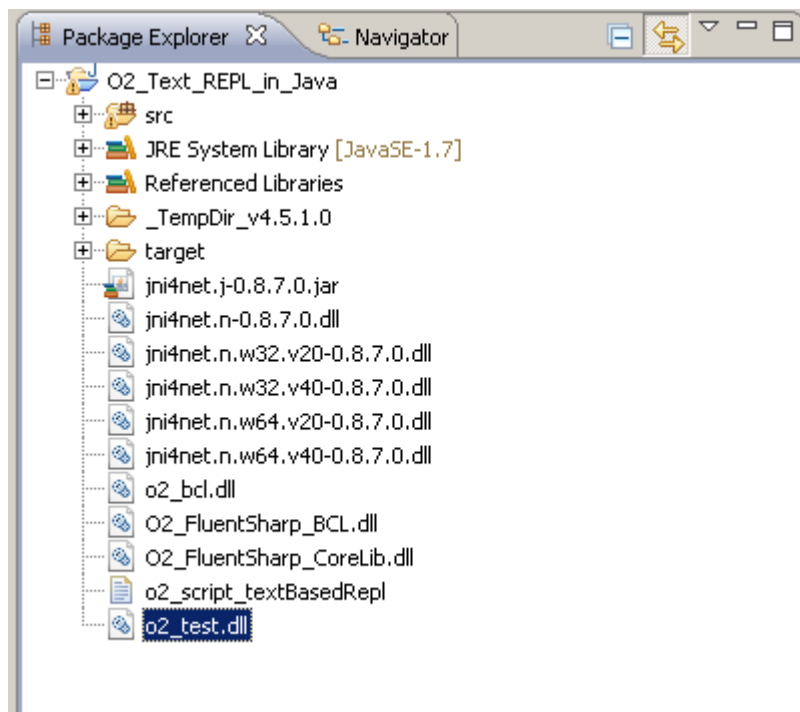 Package Explorer Navigator
O2_Text_REPL_in_Java
src
JRE System Library [JavaSE-1.7]
Referenced Libraries
_TempDir_v4.5.1.0
target
jni4net.j-0.8.7.0.jar
jni4net.n-0.8.7.0.dll
jni4net.n.w32.v20-0.8.7.0.dll
jni4net.n.w32.v40-0.8.7.0.dll
jni4net.n.w64.v20-0.8.7.0.dll
jni4net.n.w64.v40-0.8.7.0.dll
o2_bcl.dll
O2_FluentSharp_BCL.dll
O2_FluentSharp_CoreLib.dll
o2_script_textBasedRepl
o2_test.dll